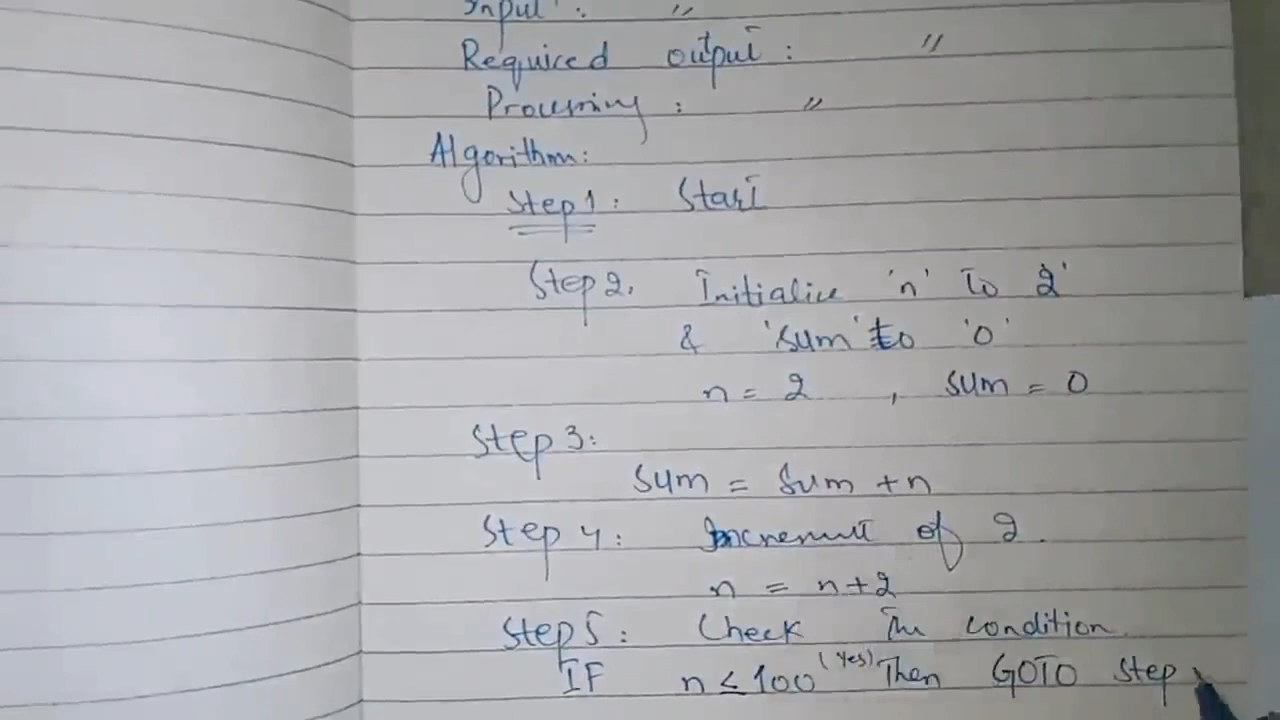 Input : "
Required output : "
Processing : "
Algorithm:
Step 1: Start
Step 2. Initialize 'n' to 2'
& 'sum' to '0'
n = 2 , sum = 0
Step 3:
sum = sum + n
Step 4: Increment of 2.
n = n+2
Step 5: Check The condition.
IF n ≤ 100 (Yes) Then GOTO Step